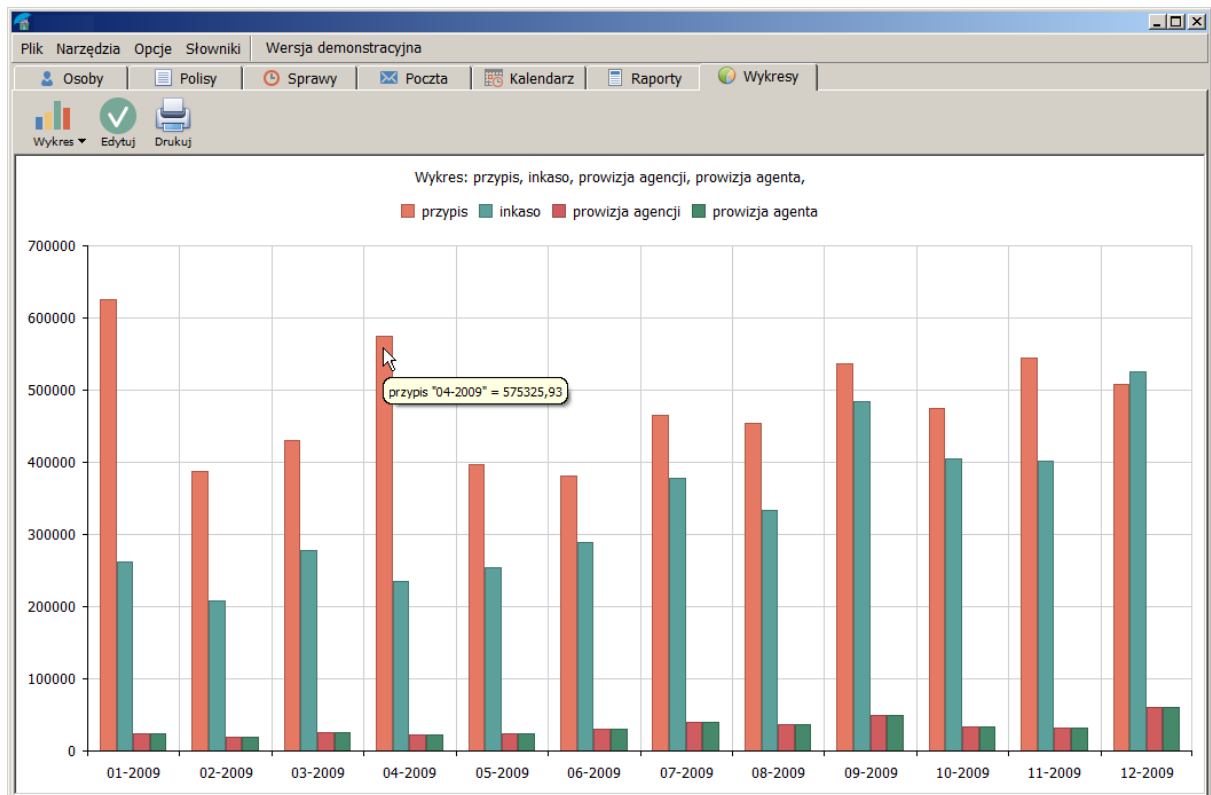 Plik Narzędzia Opcje Słowniki Wersja demonstracyjna
Osoby Polisy Sprawy Poczta Kalendarz Raporty Wykresy
Wykres Edytuj Drukuj
Wykres: przypis, inkaso, prowizja agencji, prowizja agenta,
przypis inkaso prowizja agencji prowizja agenta
700000
600000
500000
400000
300000
200000
100000
0
przypis "04-2009" = 575325,93
01-2009 02-2009 03-2009 04-2009 05-2009 06-2009 07-2009 08-2009 09-2009 10-2009 11-2009 12-2009